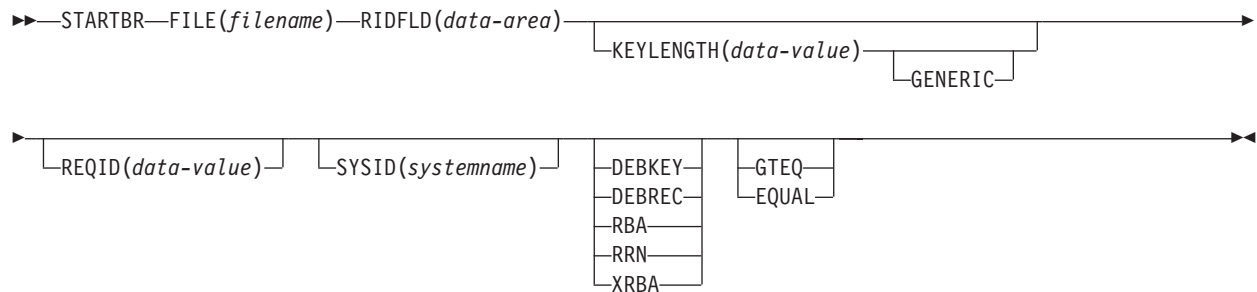 STARTBR FILE(filename) RIDFLD(data-area)
KEYLENGTH(data-value)
GENERIC
REQID(data-value) SYSID(systemname) DEBKEY GTEQ
DEBREC EQUAL
RBA
RRN
XRBA